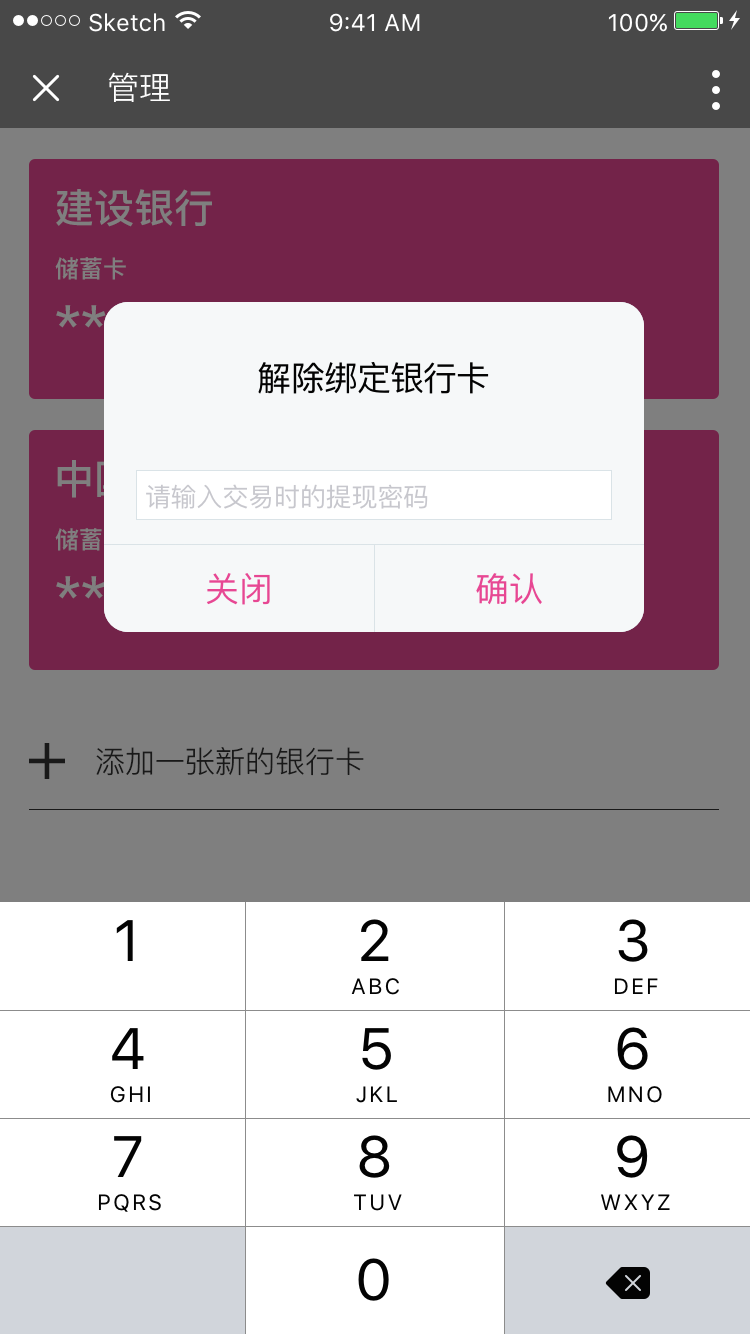 Sketch 9:41 AM 100%
管理
建设银行
储蓄卡
**
解除绑定银行卡
中
请输入交易时的提现密码
储蓄
**
关闭 确认
添加一张新的银行卡
1 2 3
ABC DEF
4 5 6
GHI JKL MNO
7 8 9
PQRS TUV WXYZ
0